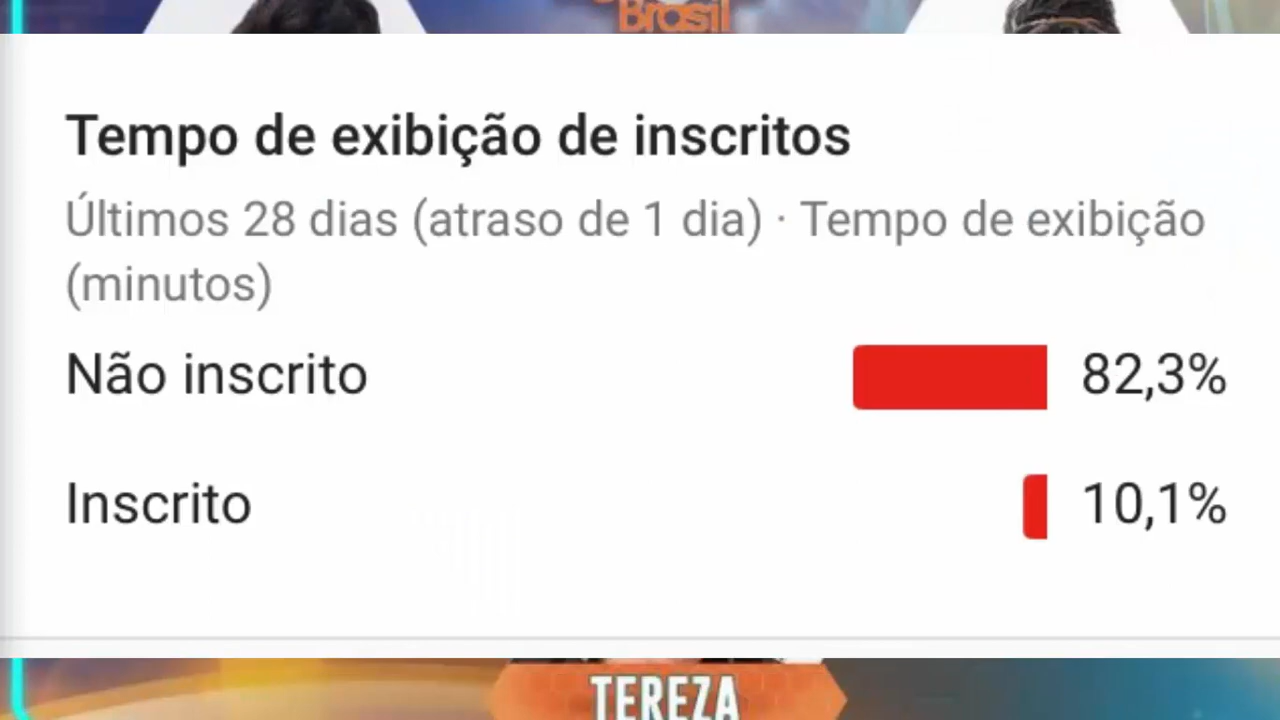 Brasil
Tempo de exibição de inscritos
Últimos 28 dias (atraso de 1 dia) · Tempo de exibição
(minutos)
Não inscrito 82,3%
Inscrito 10,1%
TEREZA